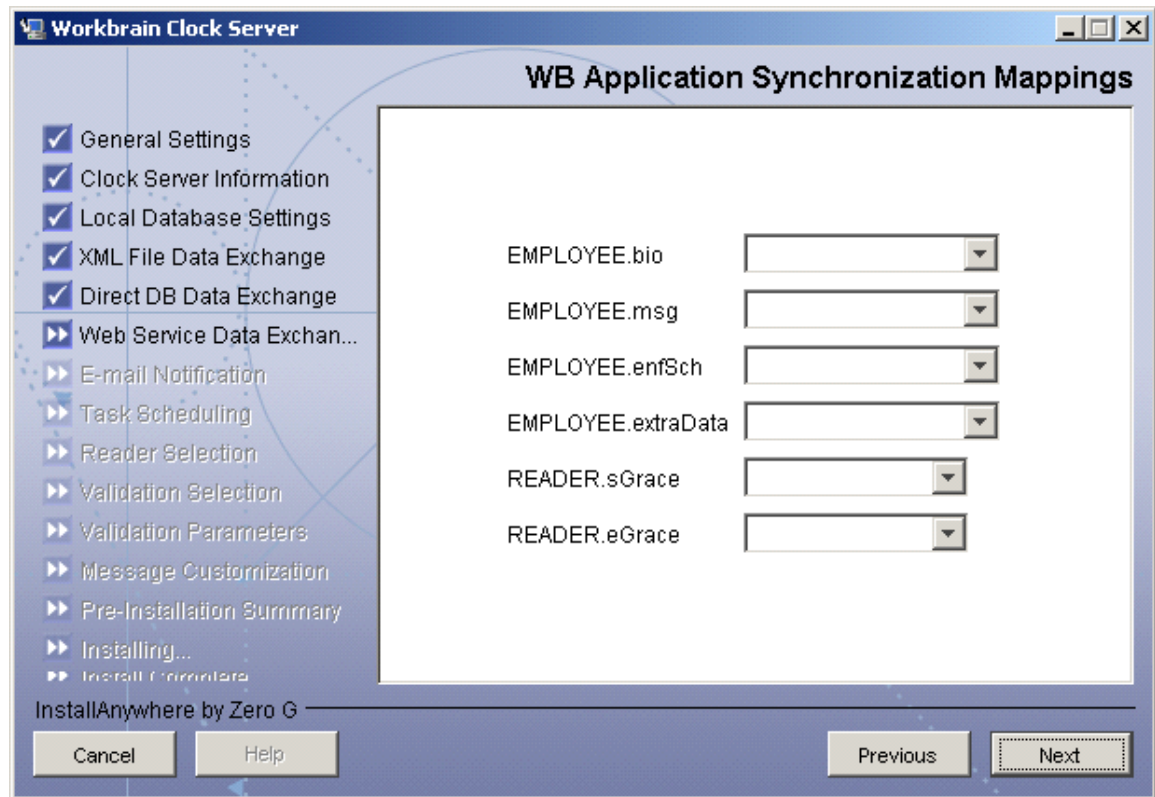 Workbrain Clock Server
WB Application Synchronization Mappings
General Settings
Clock Server Information
Local Database Settings
XML File Data Exchange
Direct DB Data Exchange
Web Service Data Exchan...
E-mail Notification
Task Scheduling
Reader Selection
Validation Selection
Validation Parameters
Message Customization
Pre-Installation Summary
Installing...
Install Complete
EMPLOYEE.bio
EMPLOYEE.msg
EMPLOYEE.enfSch
EMPLOYEE.extraData
READER.sGrace
READER.eGrace
InstallAnywhere by Zero G
Cancel
Help
Previous
Next